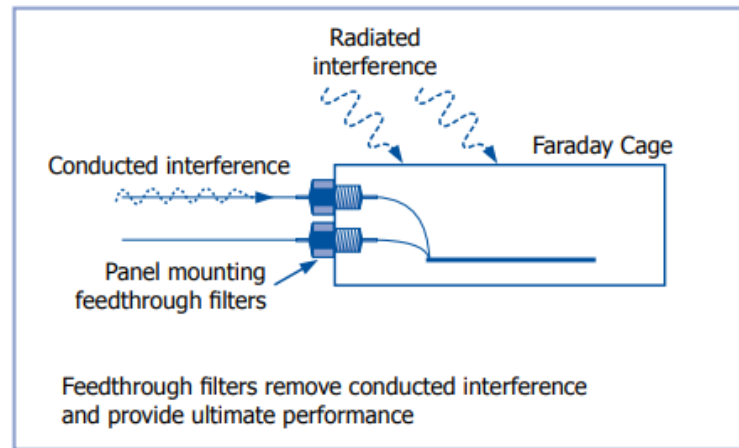 Radiated
interference
Faraday Cage
Conducted interference
Panel mounting
feedthrough filters
Feedthrough filters remove conducted interference
and provide ultimate performance